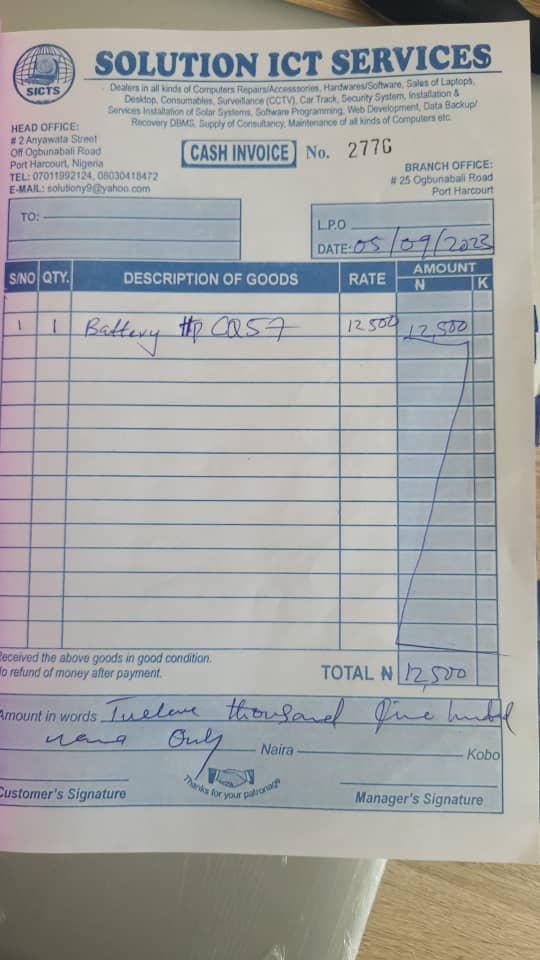 SICTS
SOLUTION ICT SERVICES
Dealers in all kinds of Computers Repairs/Accesssories, Hardwares/Software, Sales of Laptops,
Desktop, Consumables, Surveillance (CCTV), Car Track, Security System, Installation &
Services Installation of Solar Systems, Software Programming, Web Development, Data Backup/
Recovery DBMS, Supply of Consultancy, Maintenance of all kinds of Computers etc.
HEAD OFFICE:
# 2 Anyawata Street
Off Ogbunabali Road
Port Harcourt, Nigeria
TEL: 07011992124, 08030418472
E-MAIL: solutiony9@yahoo.com
CASH INVOICE No. 2776
BRANCH OFFICE:
# 25 Ogbunabali Road
Port Harcourt
TO:
L.P.O
DATE: 05/09/2023
S/NO QTY. DESCRIPTION OF GOODS RATE AMOUNT
N K
1 1 Battery Hp CQ57 12500 12,500
Received the above goods in good condition.
No refund of money after payment.
TOTAL N 12,500
Amount in words Twelve thousand five hundred
naira Only Naira Kobo
Customer's Signature
Thanks for your patronage
Manager's Signature